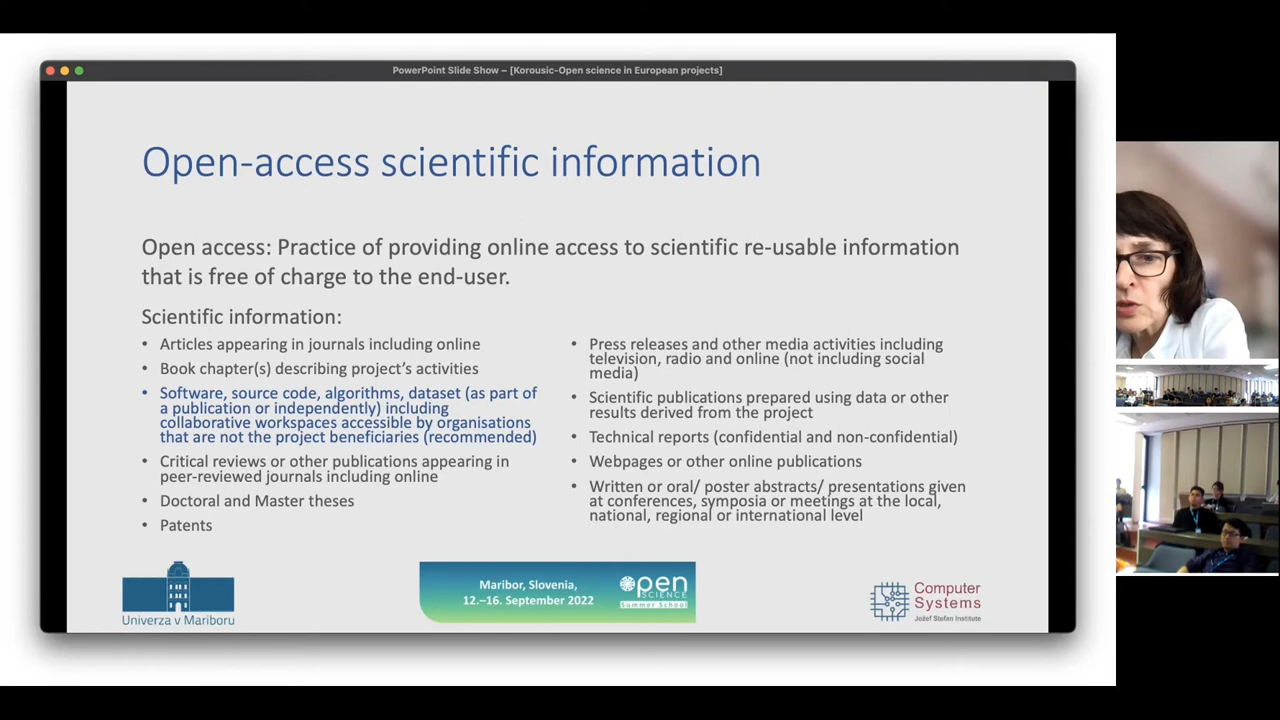 PowerPoint Slide Show – [Korousic-Open science in European projects]
Open-access scientific information
Open access: Practice of providing online access to scientific re-usable information
that is free of charge to the end-user.
Scientific information:
• Articles appearing in journals including online
• Book chapter(s) describing project's activities
• Software, source code, algorithms, dataset (as part of
a publication or independently) including
collaborative workspaces accessible by organisations
that are not the project beneficiaries (recommended)
• Critical reviews or other publications appearing in
peer-reviewed journals including online
• Doctoral and Master theses
• Patents
• Press releases and other media activities including
television, radio and online (not including social
media)
• Scientific publications prepared using data or other
results derived from the project
• Technical reports (confidential and non-confidential)
• Webpages or other online publications
• Written or oral/ poster abstracts/ presentations given
at conferences, symposia or meetings at the local,
national, regional or international level
Univerza v Mariboru
Maribor, Slovenia,
12.–16. September 2022
Open
SCIENCE
Summer School
Computer
Systems
Jožef Stefan Institute